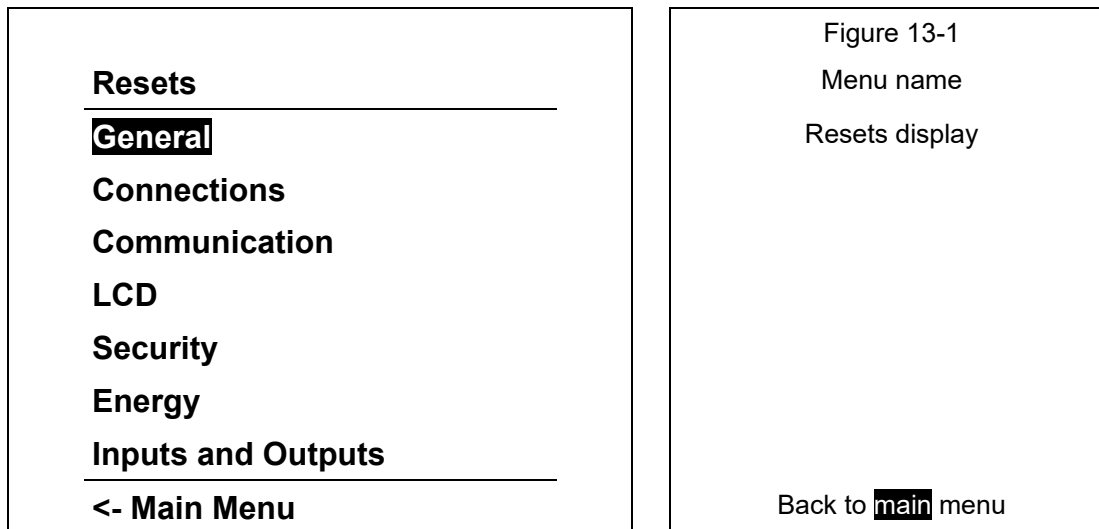 Resets
General
Connections
Communication
LCD
Security
Energy
Inputs and Outputs
<- Main Menu
Figure 13-1
Menu name
Resets display
Back to main menu